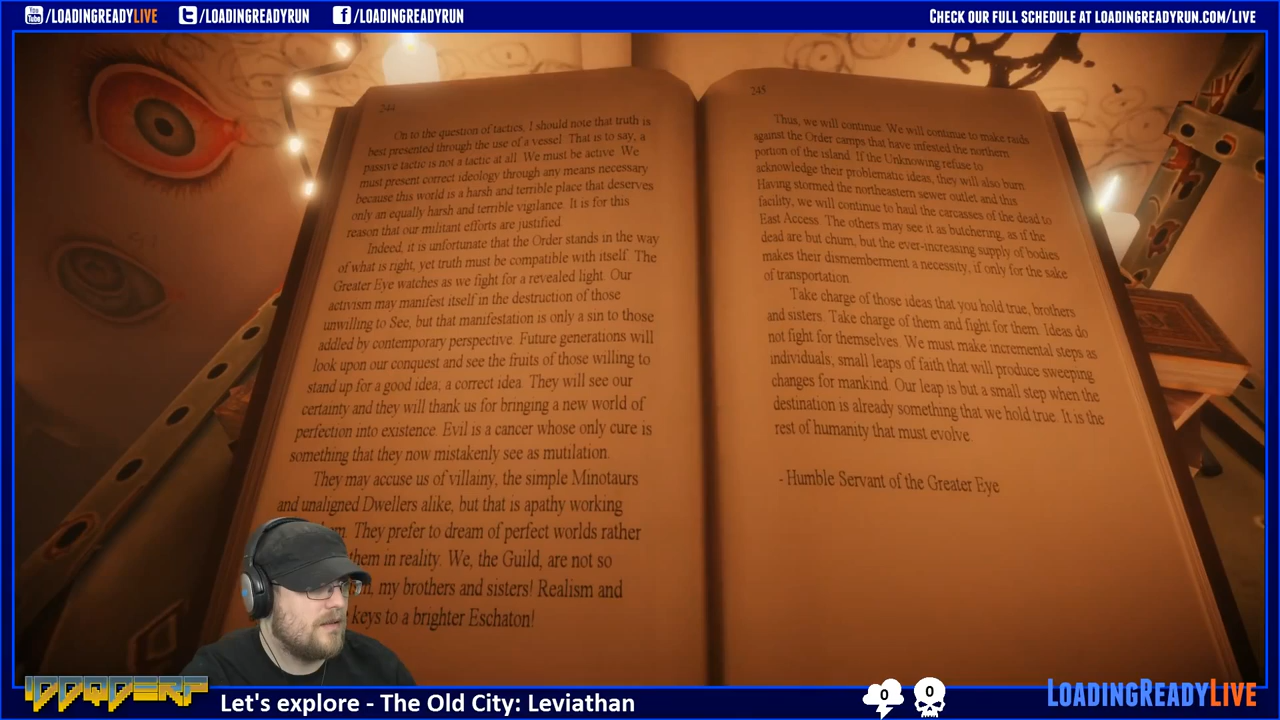 YouTube /LOADINGREADYLIVE
/LOADINGREADYRUN
/LOADINGREADYRUN
CHECK OUR FULL SCHEDULE AT LOADINGREADYRUN.COM/LIVE
244
On to the question of tactics, I should note that truth is
best presented through the use of a vessel. That is to say, a
passive tactic is not a tactic at all. We must be active. We
must present correct ideology through any means necessary
because this world is a harsh and terrible place that deserves
only an equally harsh and terrible vigilance. It is for this
reason that our militant efforts are justified.
Indeed, it is unfortunate that the Order stands in the way
of what is right, yet truth must be compatible with itself. The
Greater Eye watches as we fight for a revealed light. Our
activism may manifest itself in the destruction of those
unwilling to See, but that manifestation is only a sin to those
addled by contemporary perspective. Future generations will
look upon our conquest and see the fruits of those willing to
stand up for a good idea, a correct idea. They will see our
certainty and they will thank us for bringing a new world of
perfection into existence. Evil is a cancer whose only cure is
something that they now mistakenly see as mutilation.
They may accuse us of villainy, the simple Minotaurs
and unaligned Dwellers alike, but that is apathy working
They prefer to dream of perfect worlds rather
them in reality. We, the Guild, are not so
my brothers and sisters! Realism and
keys to a brighter Eschaton!
245
Thus, we will continue. We will continue to make raids
against the Order camps that have infested the northern
portion of the island. If the Unknowing refuse to
acknowledge their problematic ideas, they will also burn.
Having stormed the northeastern sewer outlet and this
facility, we will continue to haul the carcasses of the dead to
East Access. The others may see it as butchering, as if the
dead are but chum, but the ever-increasing supply of bodies
makes their dismemberment a necessity, if only for the sake
of transportation.
Take charge of those ideas that you hold true, brothers
and sisters. Take charge of them and fight for them. Ideas do
not fight for themselves. We must make incremental steps as
individuals, small leaps of faith that will produce sweeping
changes for mankind. Our leap is but a small step when the
destination is already something that we hold true. It is the
rest of humanity that must evolve.
- Humble Servant of the Greater Eye
IDDQDERP
Let's explore - The Old City: Leviathan
0
0
LOADINGREADYLIVE